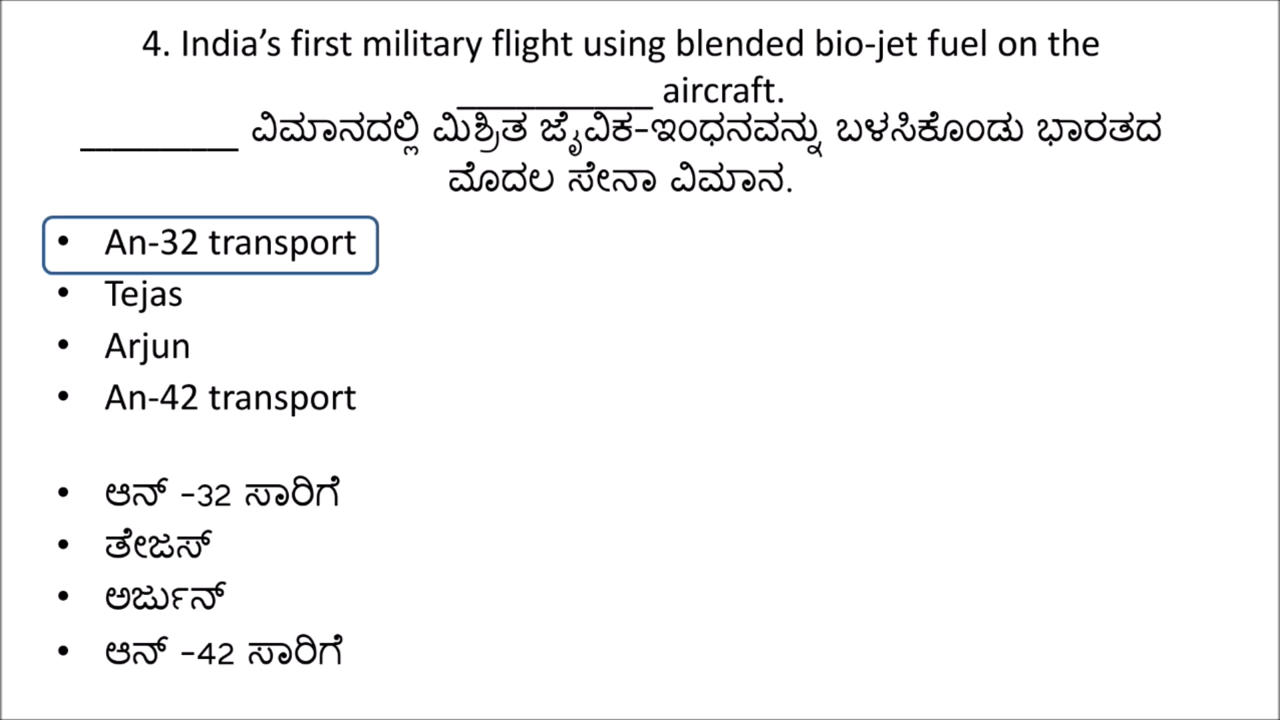 4. India’s first military flight using blended bio-jet fuel on the
__________ aircraft.
________ ವಿಮಾನದಲ್ಲಿ ಮಿಶ್ರಿತ ಜೈವಿಕ-ಇಂಧನವನ್ನು ಬಳಸಿಕೊಂಡು ಭಾರತದ
ಮೊದಲ ಸೇನಾ ವಿಮಾನ.
• An-32 transport
• Tejas
• Arjun
• An-42 transport
• ಆನ್ -32 ಸಾರಿಗೆ
• ತೇಜಸ್
• ಅರ್ಜುನ್
• ಆನ್ -42 ಸಾರಿಗೆ